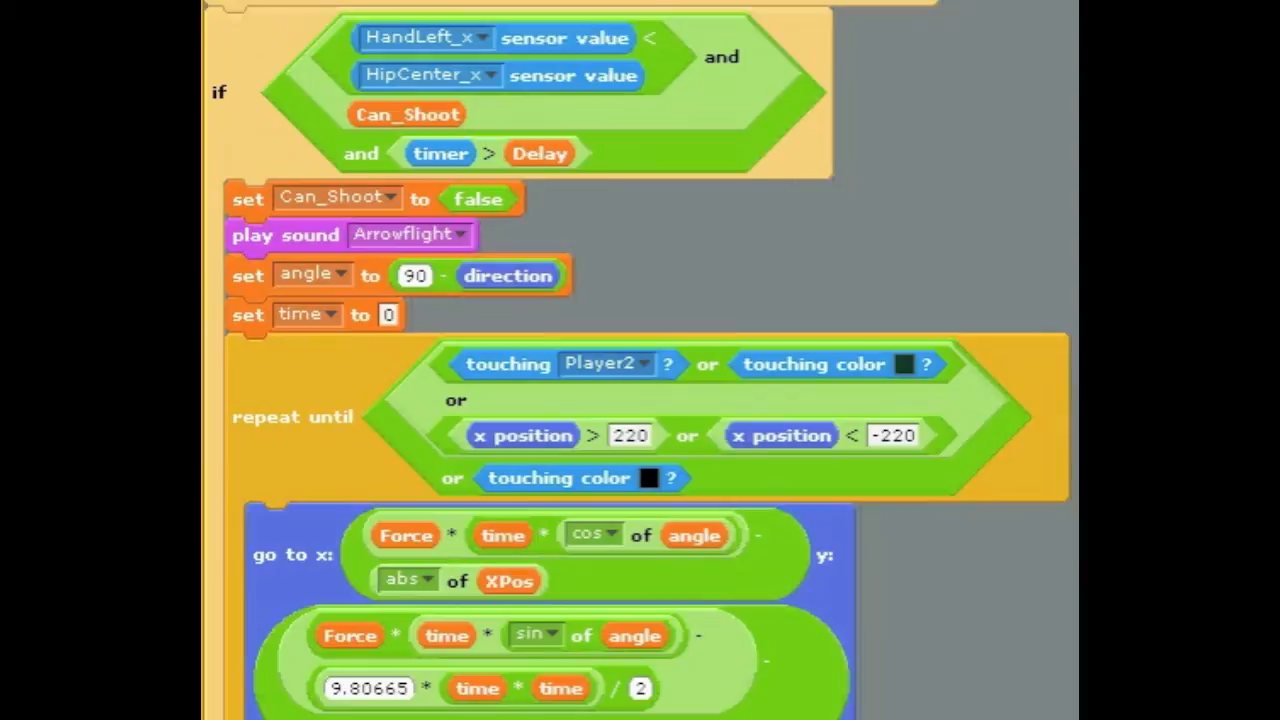 HandLeft_x sensor value <
and
HipCenter_x sensor value
if
Can_Shoot
and timer > Delay
set Can_Shoot to false
play sound Arrowflight
set angle to 90 - direction
set time to 0
touching Player2 ? or touching color ?
or
repeat until
x position > 220 or x position < -220
or touching color ?
Force * time * cos of angle -
go to x: y:
abs of XPos
Force * time * sin of angle -
-
9.80665 * time * time / 2